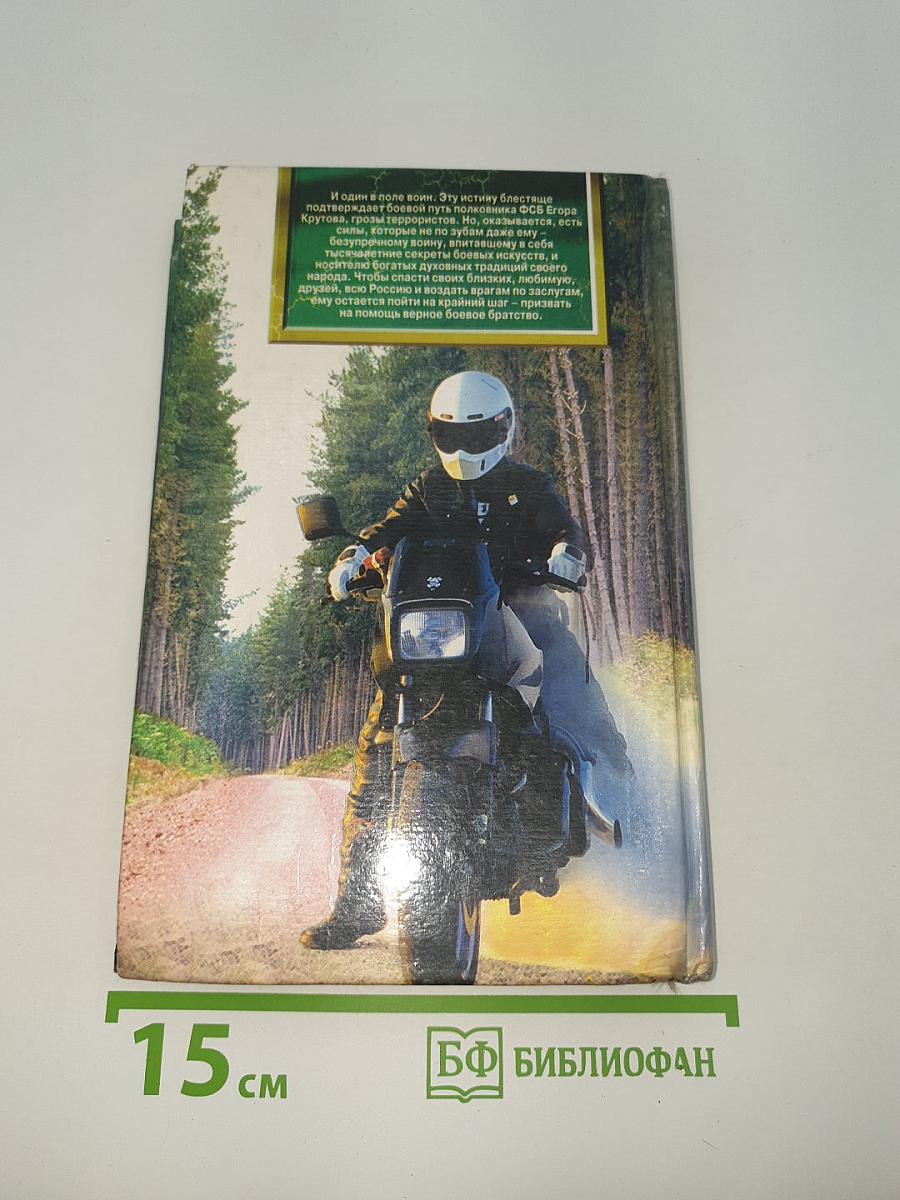 И один в поле воин. Эту истину блестяще
подтверждает боевой путь полковника ФСБ Егора
Крутова, грозы террористов. Но, оказывается, есть
силы, которые не по зубам даже ему –
безупречному воину, впитавшему в себя
тысячелетние секреты боевых искусств, и
носителю богатых духовных традиций своего
народа. Чтобы спасти своих близких, любимую,
друзей, всю Россию и воздать врагам по заслугам,
ему остается пойти на крайний шаг – призвать
на помощь верное боевое братство.
15 см
БФ БИБЛИОФАН